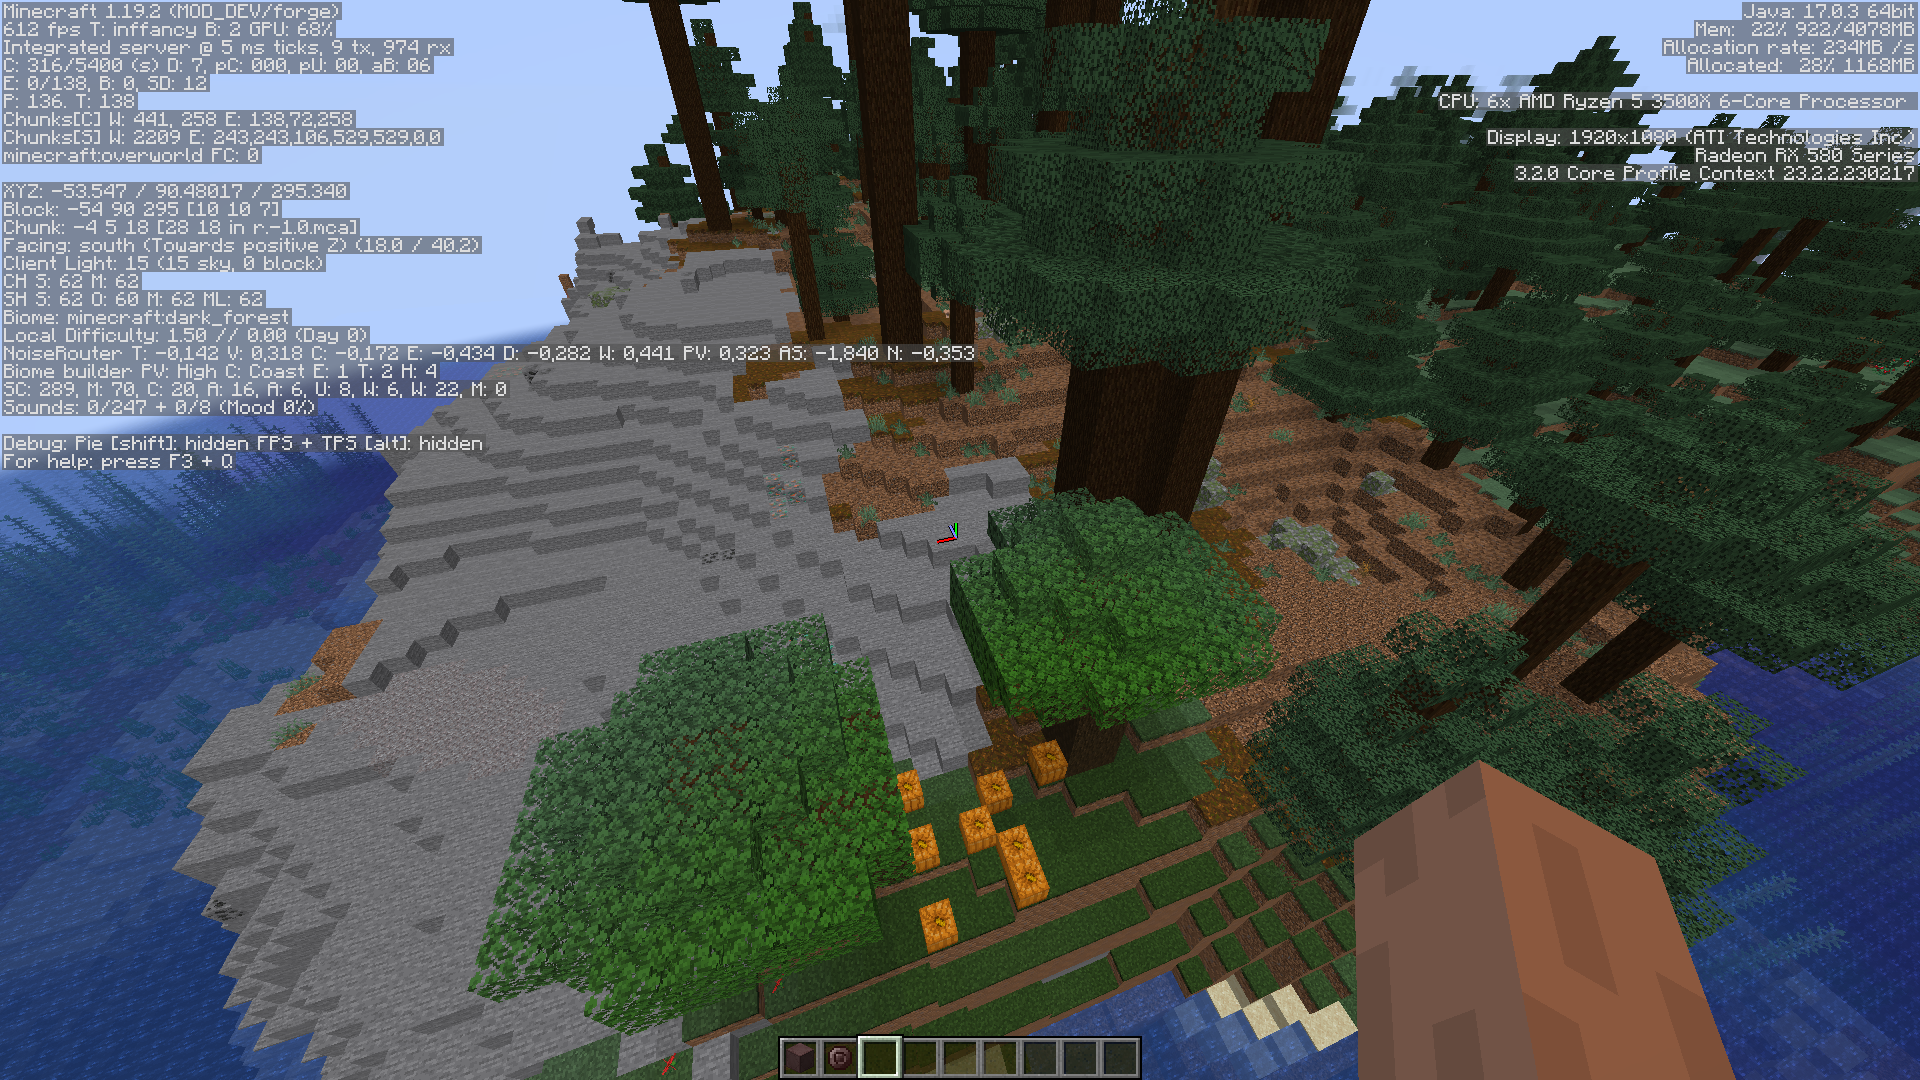 Minecraft 1.19.2 (MOD_DEV/forge)
612 fps T: inffancy B: 2 GPU: 68%
Integrated server @ 5 ms ticks, 9 tx, 974 rx
C: 316/5400 (s) D: 7, pC: 000, pU: 00, aB: 06
E: 0/138, B: 0, SD: 12
P: 136. T: 138
Chunks[C] W: 441, 258 E: 138,72,258
Chunks[S] W: 2209 E: 243,243,106,529,529,0,0
minecraft:overworld FC: 0
XYZ: -53.547 / 90.48017 / 295.340
Block: -54 90 295 [10 10 7]
Chunk: -4 5 18 [28 18 in r.-1.0.mca]
Facing: south (Towards positive Z) (18.0 / 40.2)
Client Light: 15 (15 sky, 0 block)
CH S: 62 M: 62
SH S: 62 O: 60 M: 62 ML: 62
Biome: minecraft:dark_forest
Local Difficulty: 1.50 // 0.00 (Day 0)
NoiseRouter T: -0,142 V: 0,318 C: -0,172 E: -0,434 D: -0,282 W: 0,441 PV: 0,323 AS: -1,840 N: -0,353
Biome builder PV: High C: Coast E: 1 T: 2 H: 4
SC: 289, M: 70, C: 20, A: 16, A: 6, U: 8, W: 6, W: 22, M: 0
Sounds: 0/247 + 0/8 (Mood 0%)
Debug: Pie [shift]: hidden FPS + TPS [alt]: hidden
For help: press F3 + Q
Java: 17.0.3 64bit
Mem: 22% 922/4078MB
Allocation rate: 234MB /s
Allocated: 28% 1168MB
CPU: 6x AMD Ryzen 5 3500X 6-Core Processor
Display: 1920x1080 (ATI Technologies Inc.)
Radeon RX 580 Series
3.2.0 Core Profile Context 23.2.2.230217